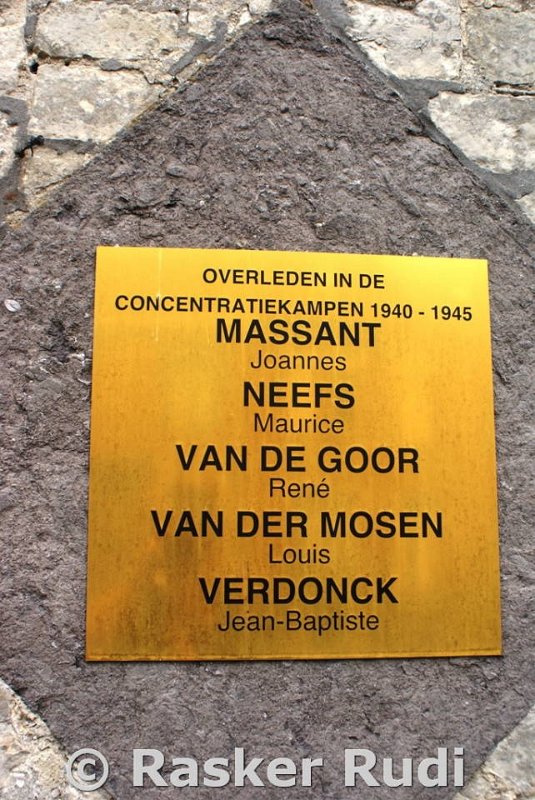 OVERLEDEN IN DE
CONCENTRATIEKAMPEN 1940 - 1945
MASSANT
Joannes
NEEFS
Maurice
VAN DE GOOR
René
VAN DER MOSEN
Louis
VERDONCK
Jean-Baptiste
© Rasker Rudi